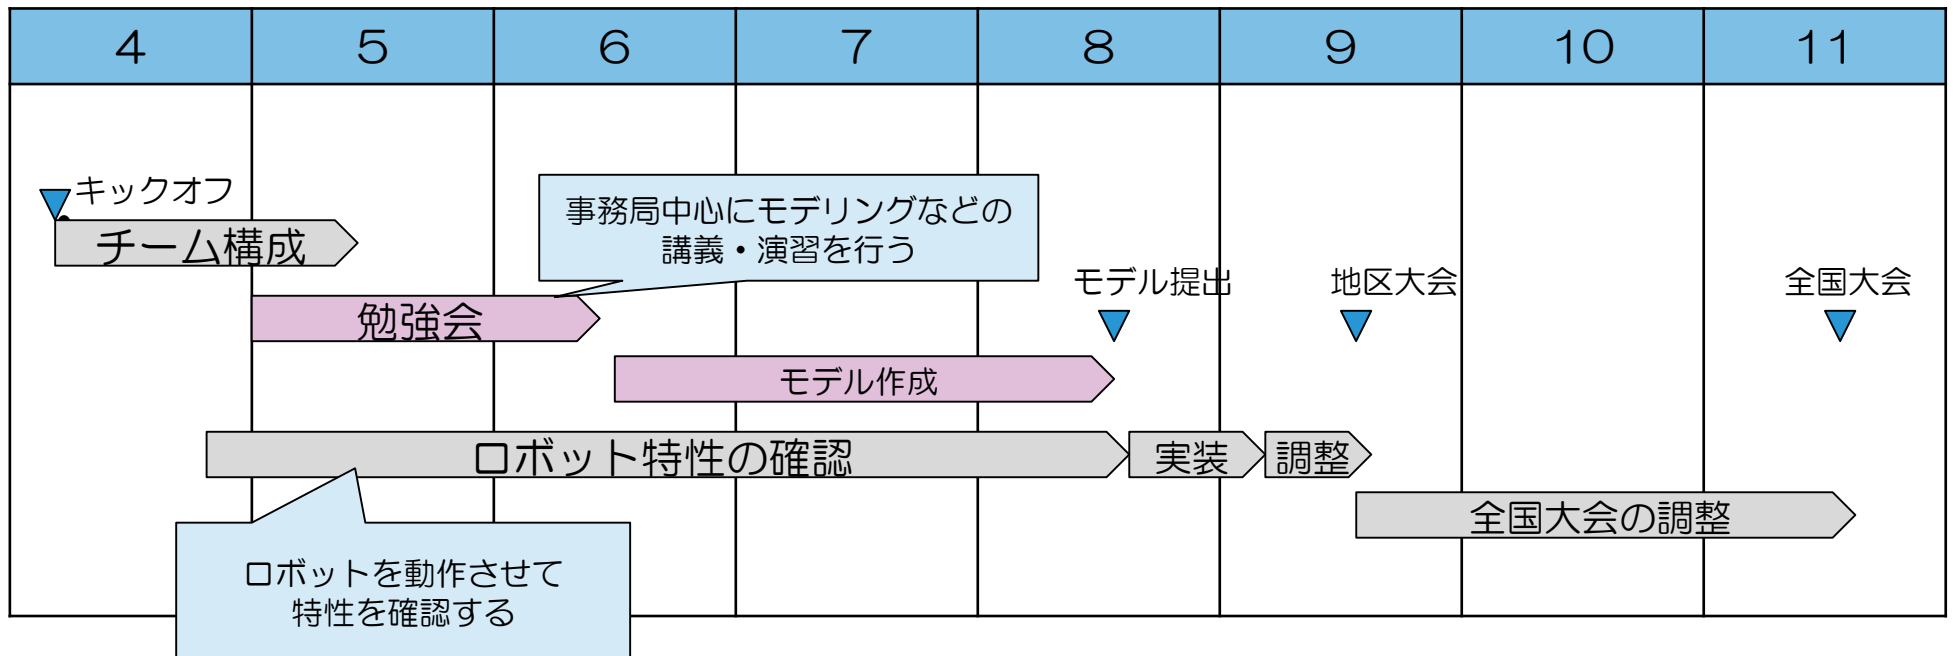 4 5 6 7 8 9 10 11
キックオフ
チーム構成
事務局中心にモデリングなどの
講義・演習を行う
モデル提出
地区大会
全国大会
勉強会
モデル作成
ロボット特性の確認
実装
調整
全国大会の調整
ロボットを動作させて
特性を確認する